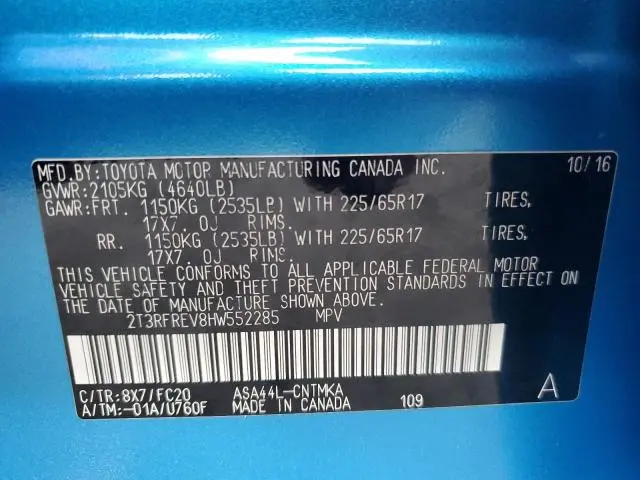 MFD.BY:TOYOTA MOTOR MANUFACTURING CANADA INC. 10/16
GVWR:2105KG (4640LB)
GAWR:FRT. 1150KG (2535LB) WITH 225/65R17 TIRES,
17X7.0J RIMS.
RR. 1150KG (2535LB) WITH 225/65R17 TIRES,
17X7.0J RIMS.
THIS VEHICLE CONFORMS TO ALL APPLICABLE FEDERAL MOTOR
VEHICLE SAFETY AND THEFT PREVENTION STANDARDS IN EFFECT ON
THE DATE OF MANUFACTURE SHOWN ABOVE.
2T3RFREV8HW552285 MPV
C/TR:8X7/FC20 ASA44L-CNTMKA A
A/TM:-01A/U760F MADE IN CANADA 109